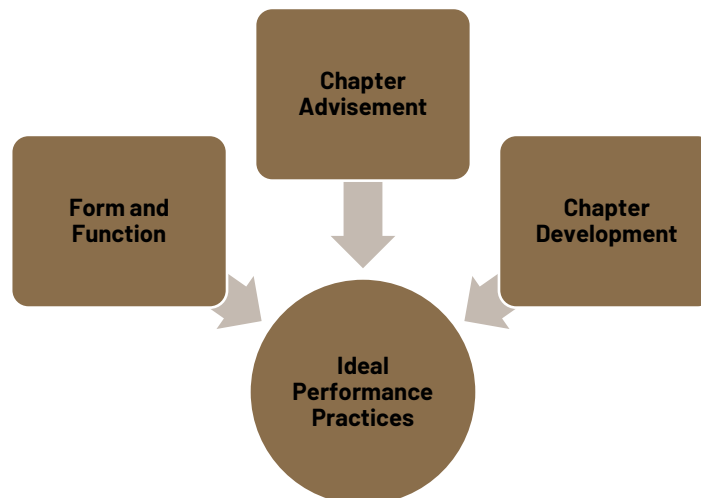 Chapter
Advisement
Form and
Function
Chapter
Development
Ideal
Performance
Practices